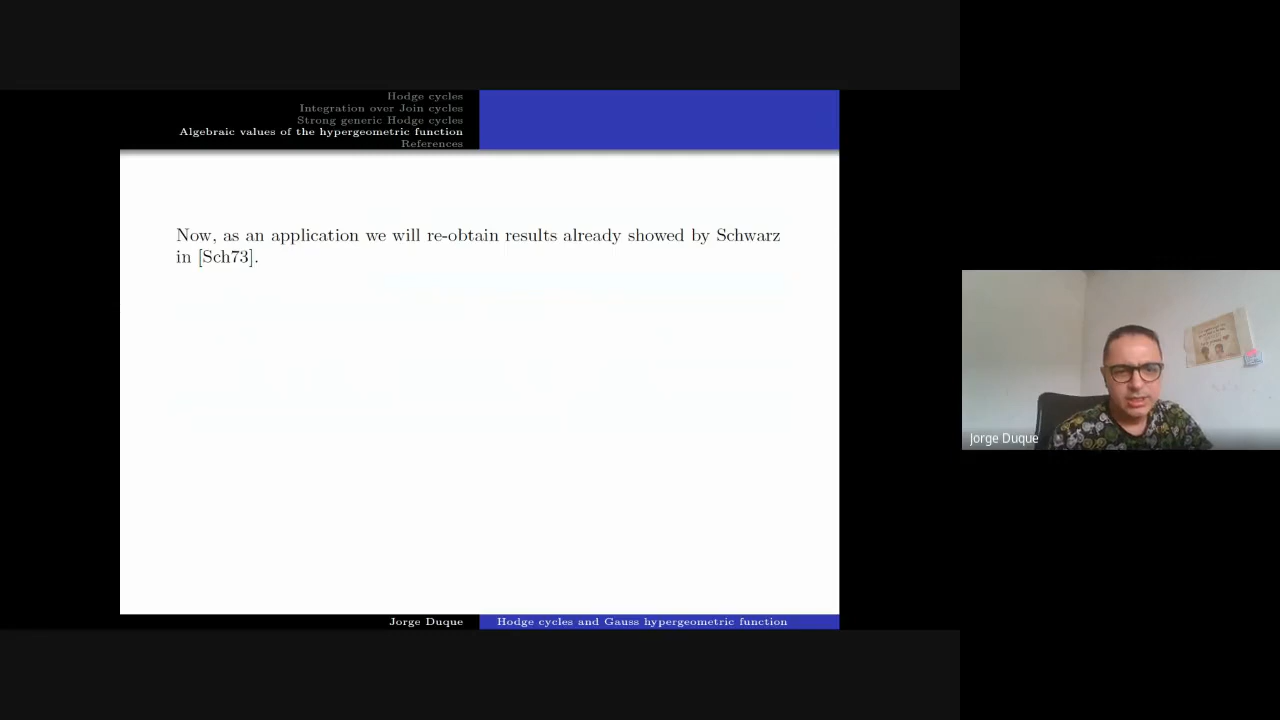 Hodge cycles
Integration over Join cycles
Strong generic Hodge cycles
Algebraic values of the hypergeometric function
References
Now, as an application we will re-obtain results already showed by Schwarz
in [Sch73].
Jorge Duque
Jorge Duque
Hodge cycles and Gauss hypergeometric function